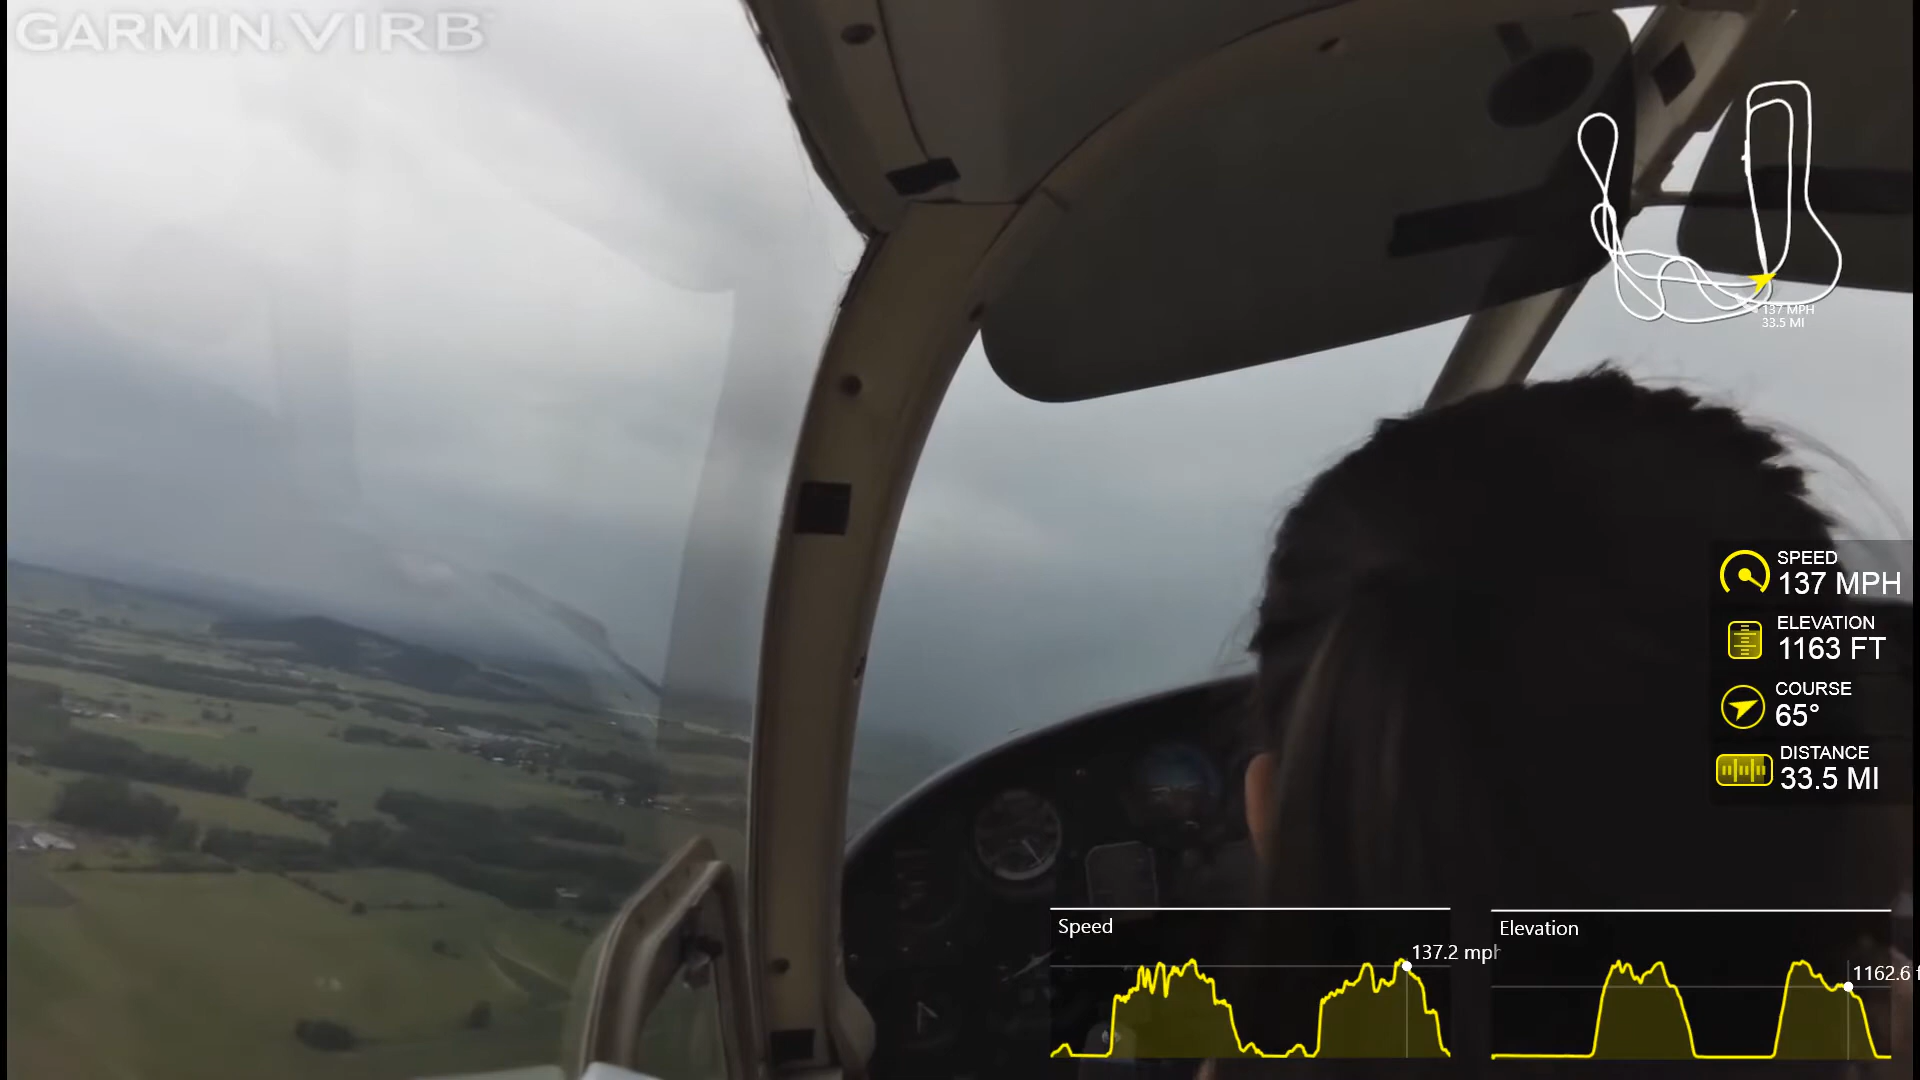 GARMIN VIRB
137 MPH
33.5 MI
SPEED
137 MPH
ELEVATION
1163 FT
COURSE
65°
DISTANCE
33.5 MI
Speed
137.2 mph
Elevation
1162.6 f